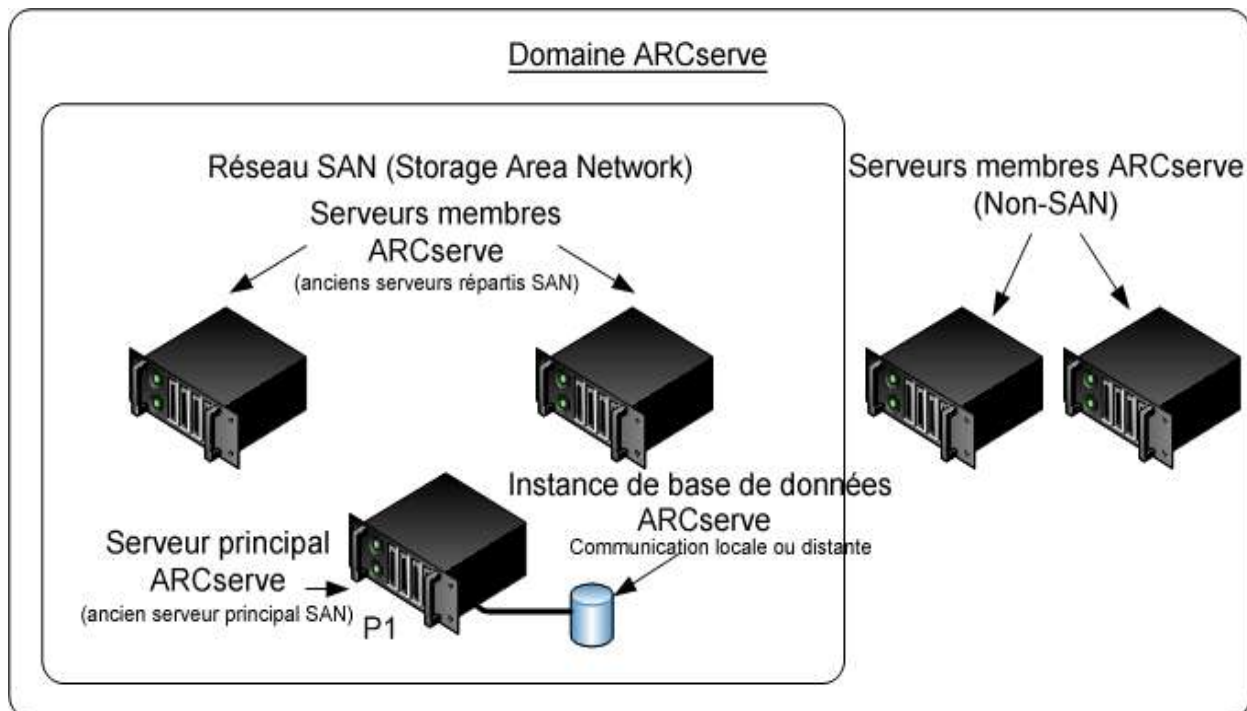 Domaine ARCserve
Réseau SAN (Storage Area Network)
Serveurs membres
ARCserve
(anciens serveurs répartis SAN)
Serveurs membres ARCserve
(Non-SAN)
Instance de base de données
ARCserve
Communication locale ou distante
Serveur principal
ARCserve
(ancien serveur principal SAN)
P1